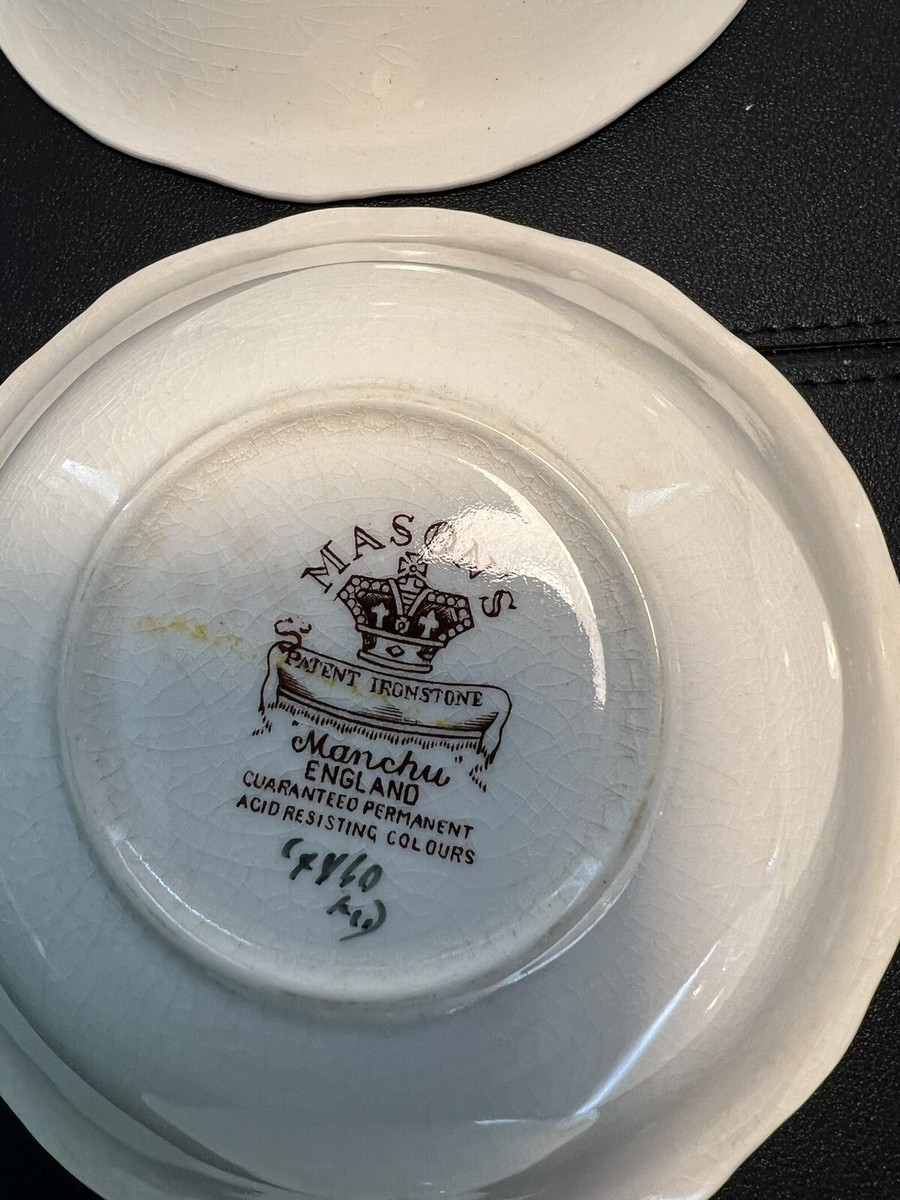 MASON'S
PATENT IRONSTONE
"Manchu"
ENGLAND
GUARANTEED PERMANENT
ACID RESISTING COLOURS